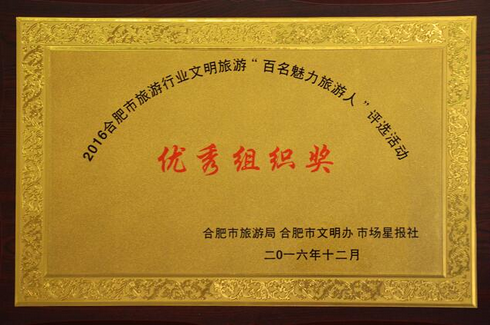 2016合肥市旅游行业文明旅游“百名魅力旅游人”评选活动
优秀组织奖
合肥市旅游局 合肥市文明办 市场星报社
二O一六年十二月